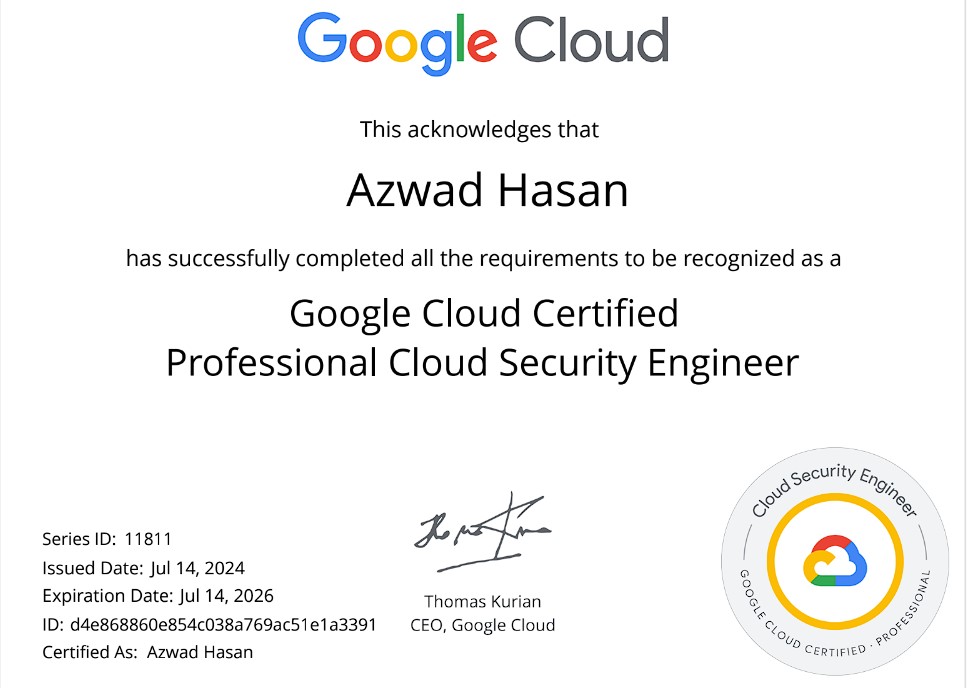 Google Cloud
This acknowledges that
Azwad Hasan
has successfully completed all the requirements to be recognized as a
Google Cloud Certified
Professional Cloud Security Engineer
Series ID: 11811
Issued Date: Jul 14, 2024
Expiration Date: Jul 14, 2026
ID: d4e868860e854c038a769ac51e1a3391
Certified As: Azwad Hasan
Thomas Kurian
CEO, Google Cloud
Cloud Security Engineer
GOOGLE CLOUD CERTIFIED · PROFESSIONAL